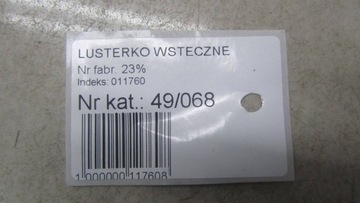 LUSTERKO WSTECZNE
Nr fabr. 23%
Indeks: 011760
Nr kat.: 49/068
1 000000 117608